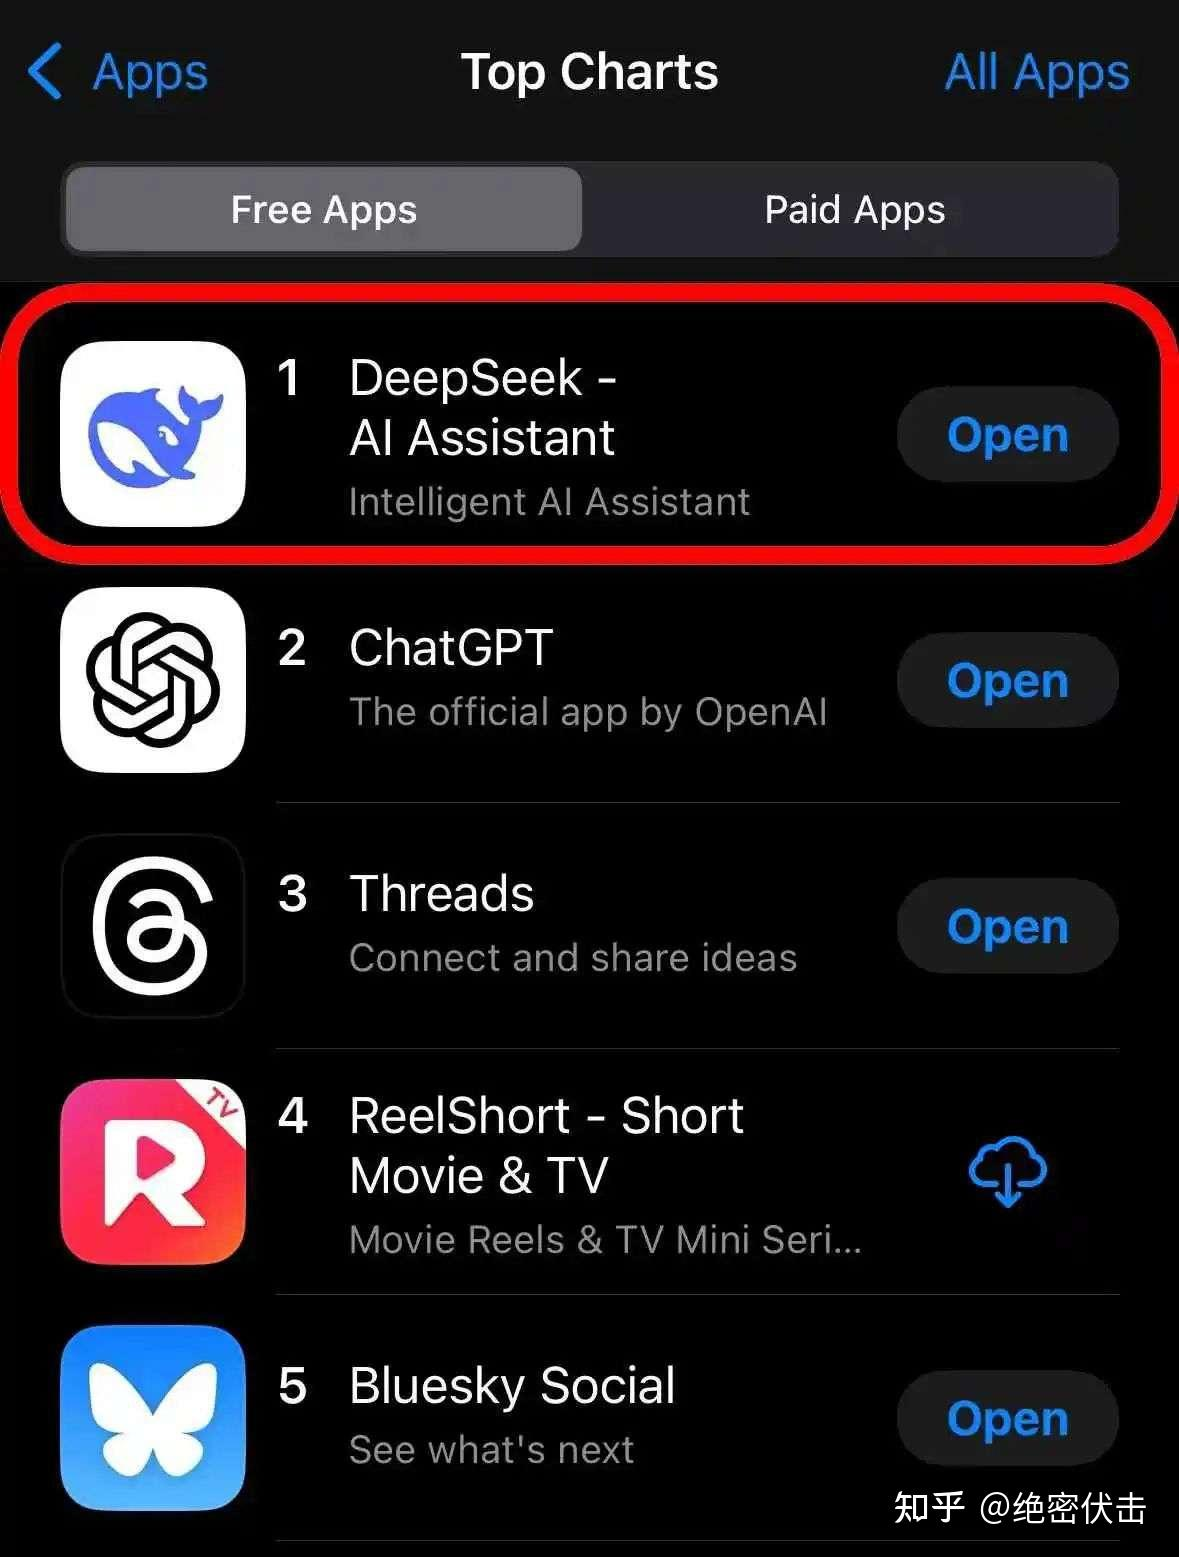 Apps
Top Charts
All Apps
Free Apps
Paid Apps
1
DeepSeek -
AI Assistant
Intelligent AI Assistant
Open
2
ChatGPT
The official app by OpenAI
Open
3
Threads
Connect and share ideas
Open
TV
4
ReelShort - Short
Movie & TV
Movie Reels & TV Mini Seri...
5
Bluesky Social
See what's next
Open
知乎 @绝密伏击